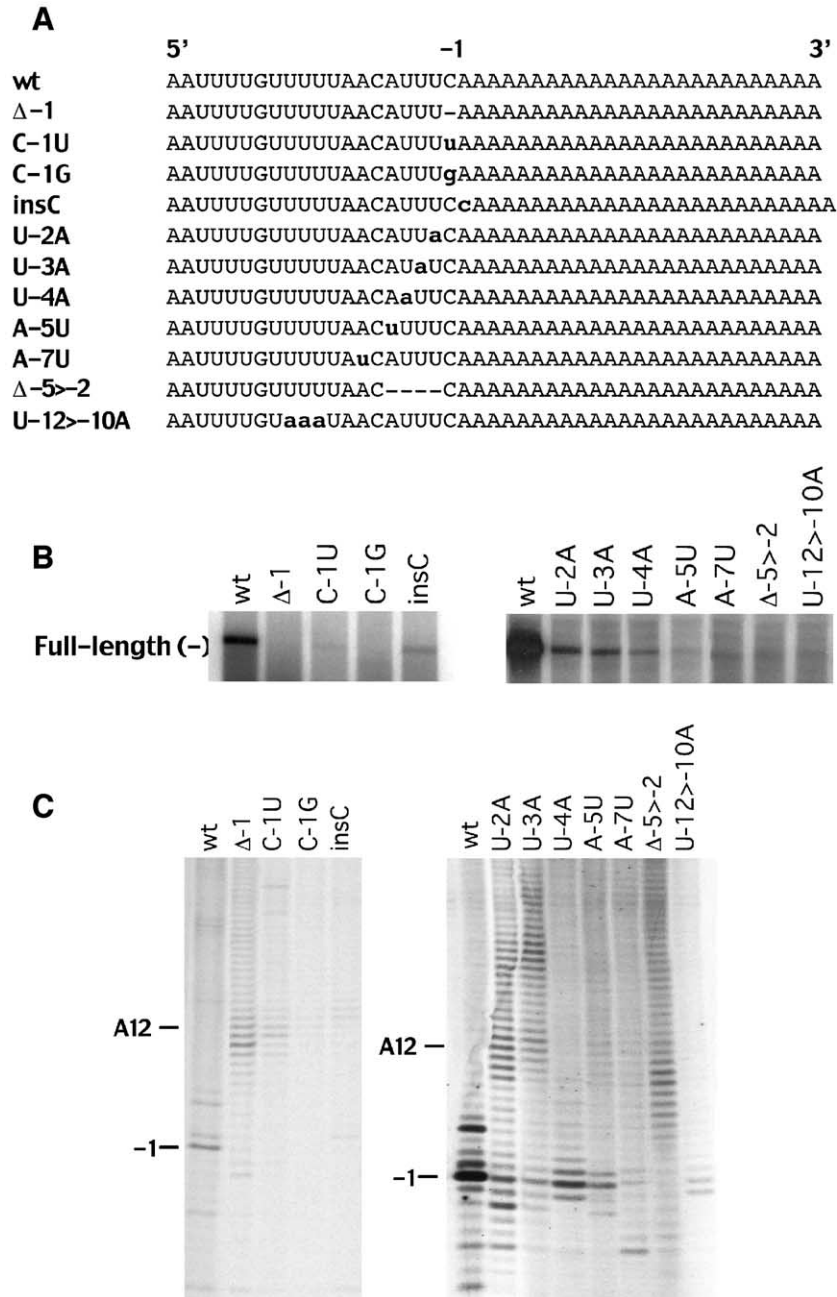 A
5' –1 3'
wt AAUUUUGUUUUUAACAUUUCAAAAAAAAAAAAAAAAAAAAAAAAAA
Δ-1 AAUUUUGUUUUUAACAUUU-AAAAAAAAAAAAAAAAAAAAAAAAAA
C-1U AAUUUUGUUUUUAACAUUUuAAAAAAAAAAAAAAAAAAAAAAAAAA
C-1G AAUUUUGUUUUUAACAUUUgAAAAAAAAAAAAAAAAAAAAAAAAAA
insC AAUUUUGUUUUUAACAUUUCcAAAAAAAAAAAAAAAAAAAAAAAAAA
U-2A AAUUUUGUUUUUAACAUUaCAAAAAAAAAAAAAAAAAAAAAAAAAA
U-3A AAUUUUGUUUUUAACAUaUCAAAAAAAAAAAAAAAAAAAAAAAAAA
U-4A AAUUUUGUUUUUAACAaUUCAAAAAAAAAAAAAAAAAAAAAAAAAA
A-5U AAUUUUGUUUUUAACuUUUCAAAAAAAAAAAAAAAAAAAAAAAAAA
A-7U AAUUUUGUUUUUAuCAUUUCAAAAAAAAAAAAAAAAAAAAAAAAAA
Δ-5>-2 AAUUUUGUUUUUAAC----CAAAAAAAAAAAAAAAAAAAAAAAAAA
U-12>-10A AAUUUUGUaaaUAACAUUUCAAAAAAAAAAAAAAAAAAAAAAAAAA
B
wt Δ-1 C-1U C-1G insC wt U-2A U-3A U-4A A-5U A-7U Δ-5>-2 U-12>-10A
Full-length (-)
C
wt Δ-1 C-1U C-1G insC wt U-2A U-3A U-4A A-5U A-7U Δ-5>-2 U-12>-10A
A12 A12
-1 -1